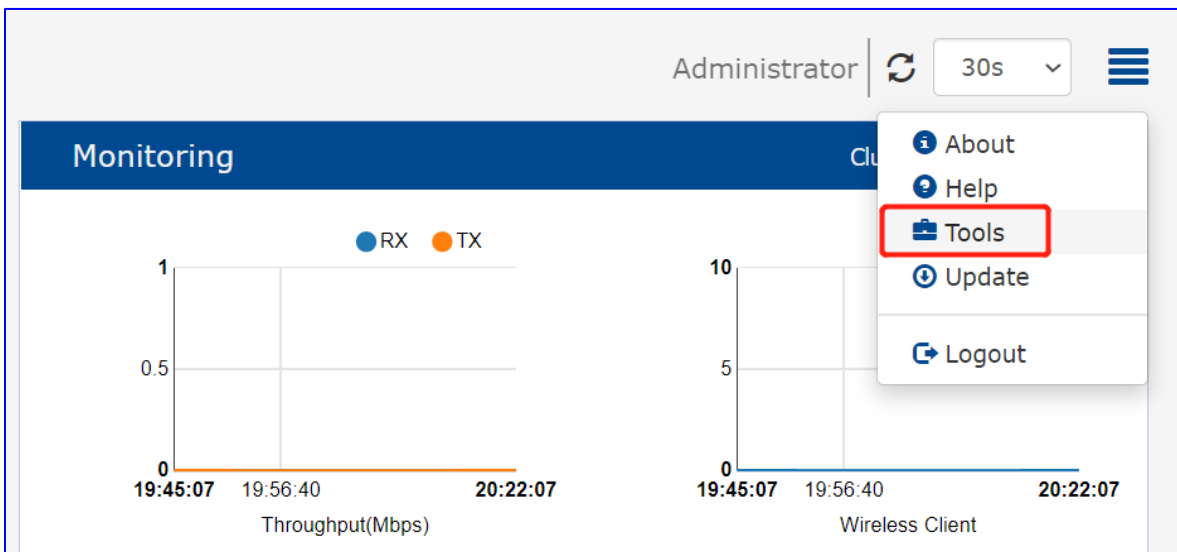 Administrator
30s
About
Help
Tools
Update
Logout
Monitoring
RX TX
1
0.5
0
19:45:07 19:56:40 20:22:07
Throughput(Mbps)
10
5
0
19:45:07 19:56:40 20:22:07
Wireless Client